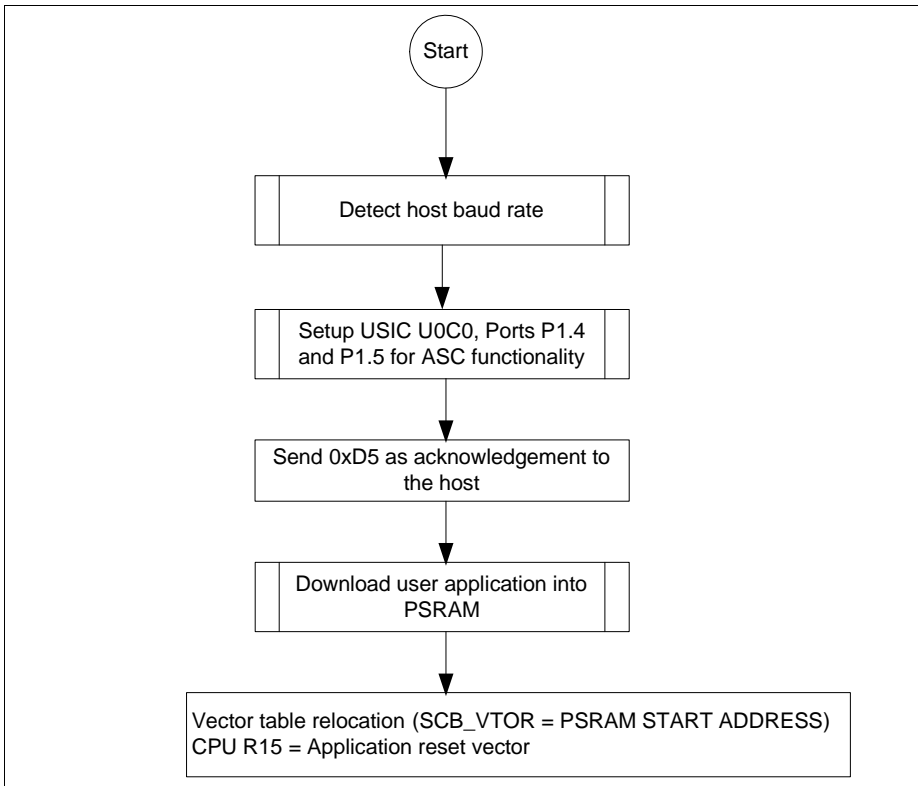 Start
Detect host baud rate
Setup USIC U0C0, Ports P1.4
and P1.5 for ASC functionality
Send 0xD5 as acknowledgement to
the host
Download user application into
PSRAM
Vector table relocation (SCB_VTOR = PSRAM START ADDRESS)
CPU R15 = Application reset vector